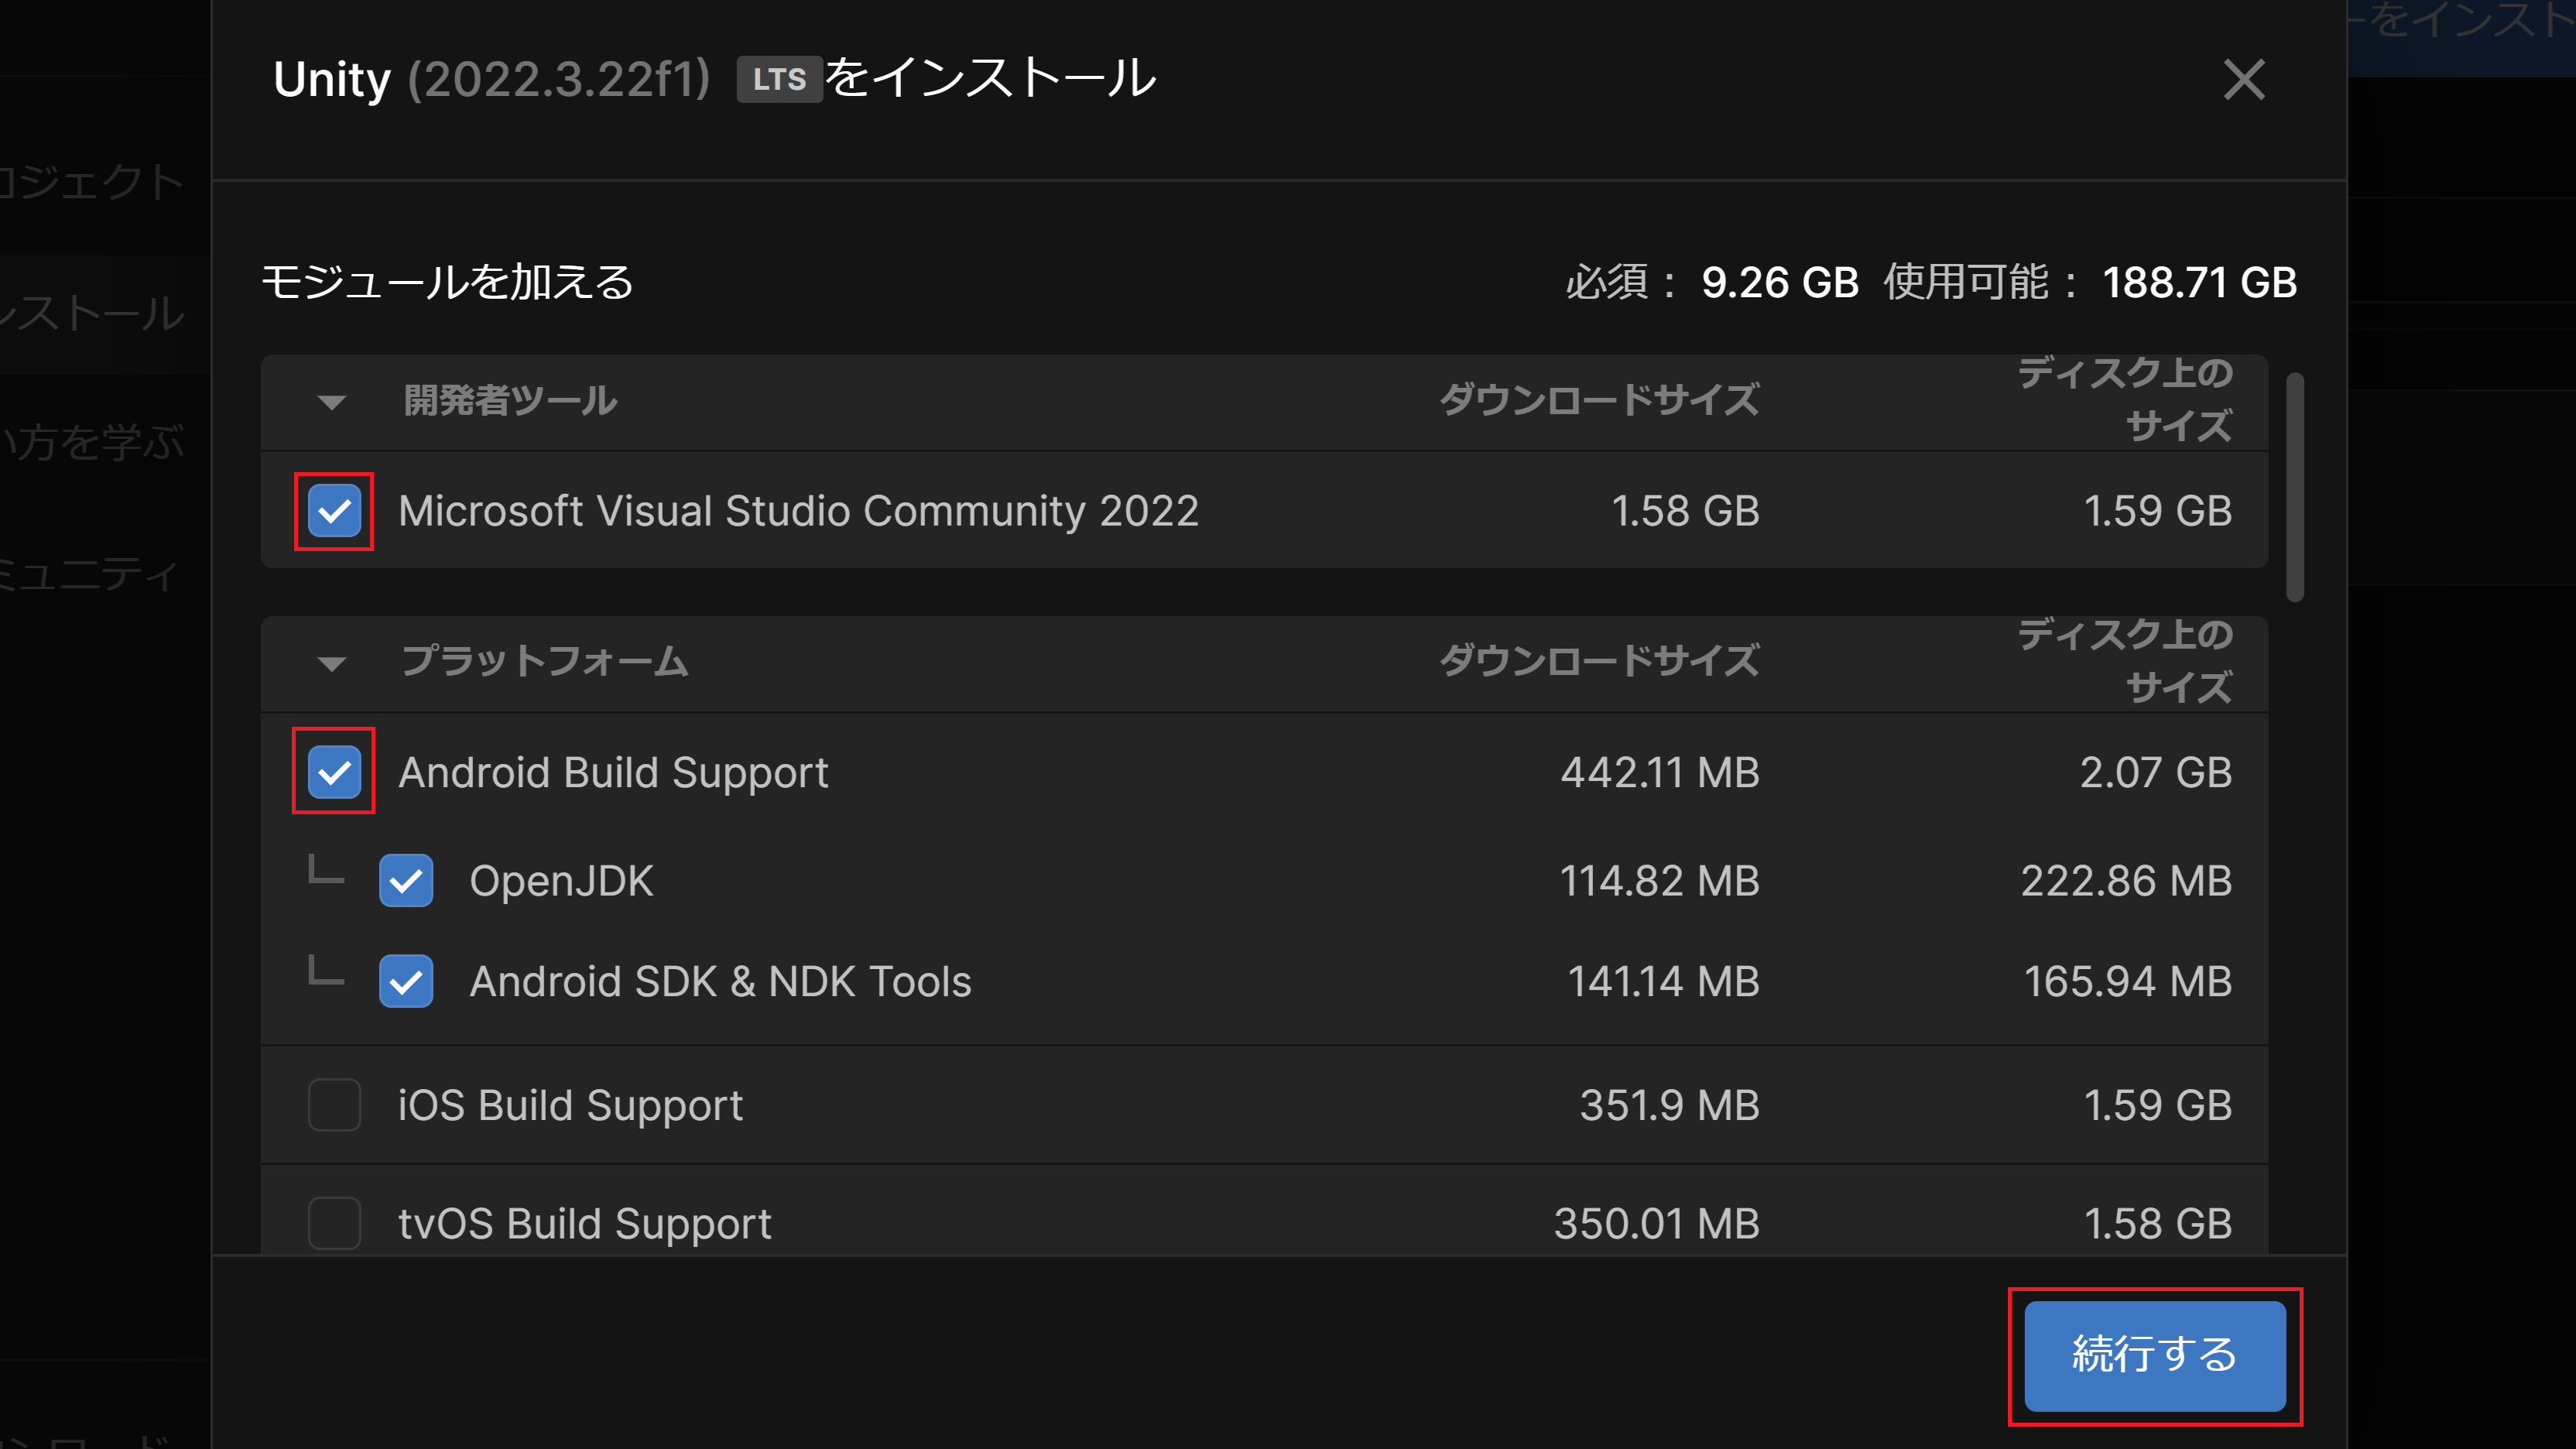 ーをインスト
Unity (2022.3.22f1) LTS をインストール
ロジェクト
モジュールを加える
必須： 9.26 GB 使用可能： 188.71 GB
ンストール
開発者ツール ダウンロードサイズ ディスク上の
サイズ
い方を学ぶ
Microsoft Visual Studio Community 2022 1.58 GB 1.59 GB
ミュニティ
プラットフォーム ダウンロードサイズ ディスク上の
サイズ
Android Build Support 442.11 MB 2.07 GB
OpenJDK 114.82 MB 222.86 MB
Android SDK & NDK Tools 141.14 MB 165.94 MB
iOS Build Support 351.9 MB 1.59 GB
tvOS Build Support 350.01 MB 1.58 GB
続行する
ンロード